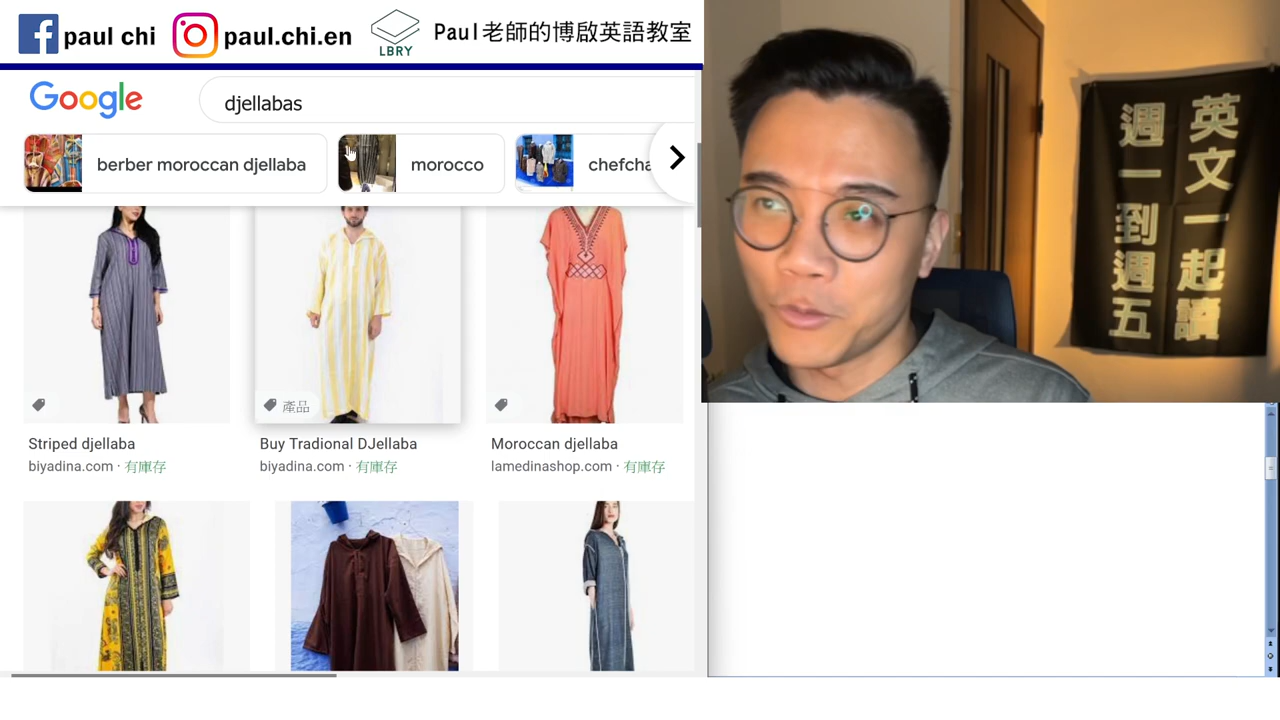 paul chi
paul.chi.en
LBRY
Paul老師的博啟英語教室
Google
djellabas
berber moroccan djellaba
morocco
chefcha
產品
Striped djellaba
biyadina.com · 有庫存
Buy Tradional DJellaba
biyadina.com · 有庫存
Moroccan djellaba
lamedinashop.com · 有庫存
英文一起讀
週一到週五